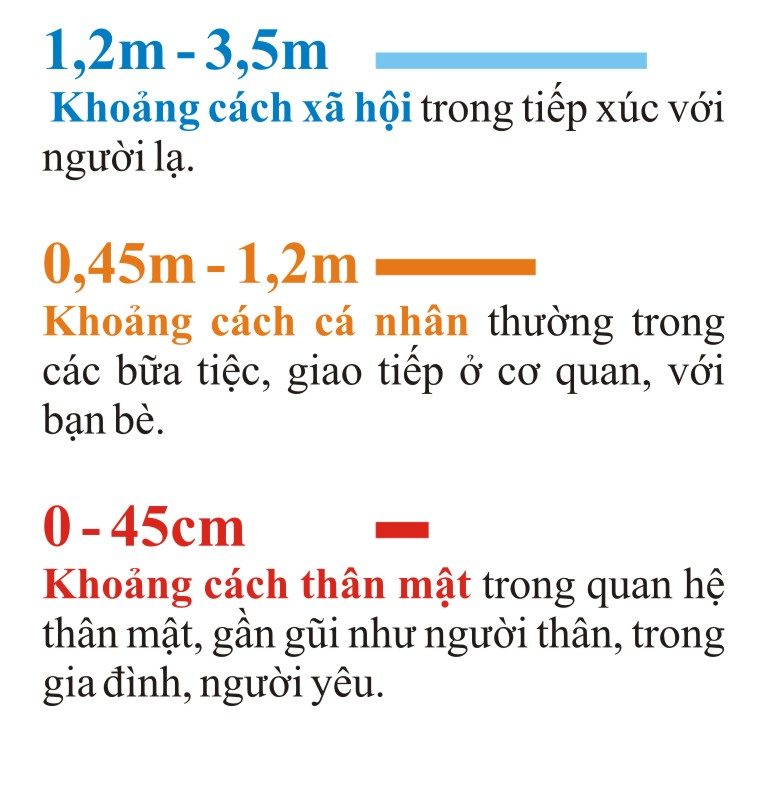 1,2m - 3,5m
Khoảng cách xã hội trong tiếp xúc với
người lạ.
0,45m - 1,2m
Khoảng cách cá nhân thường trong
các bữa tiệc, giao tiếp ở cơ quan, với
bạn bè.
0 - 45cm
Khoảng cách thân mật trong quan hệ
thân mật, gần gũi như người thân, trong
gia đình, người yêu.